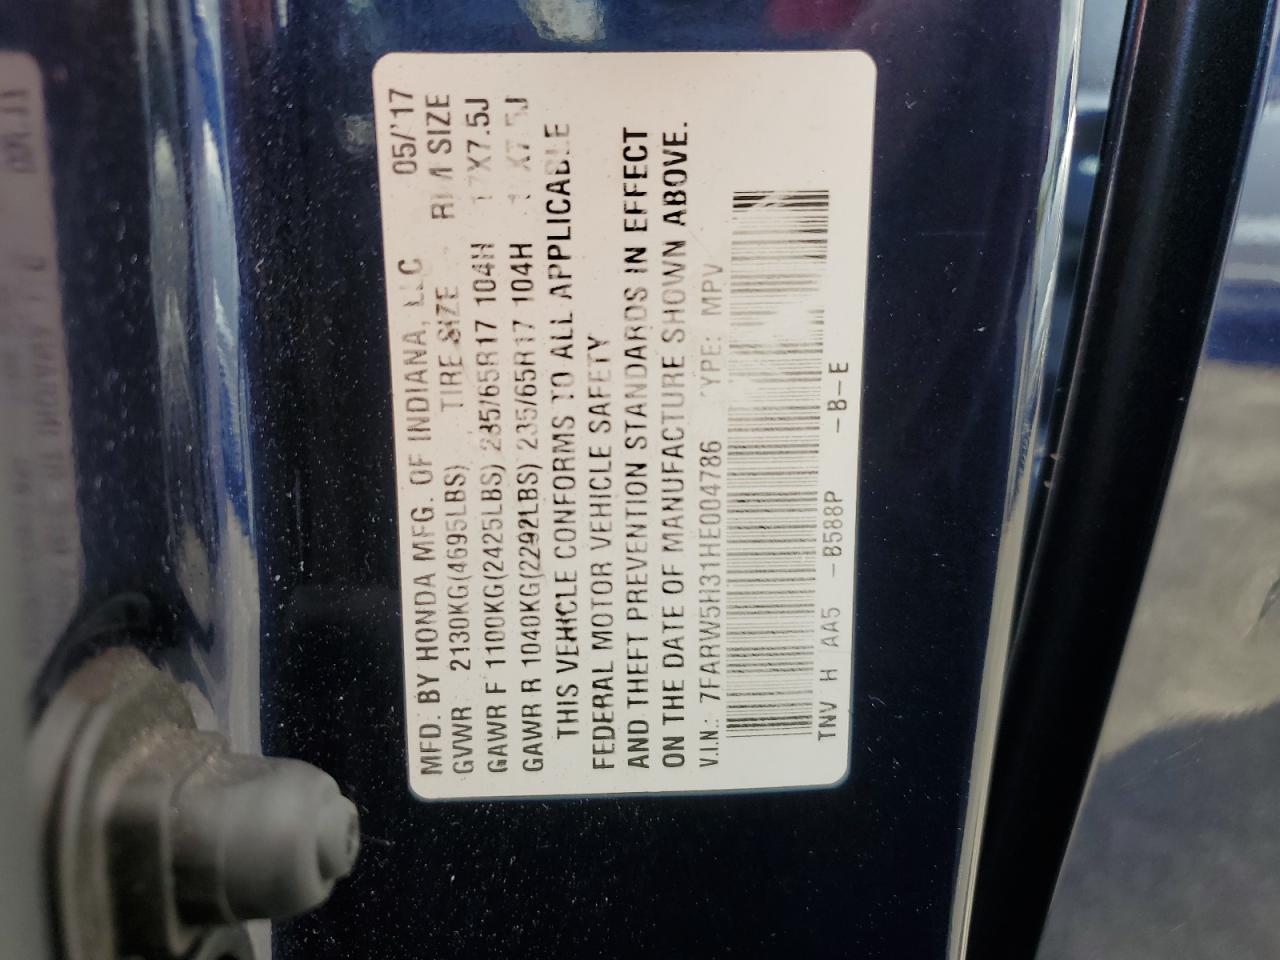 MFD. BY HONDA MFG. OF INDIANA, LLC 05/'17
GVWR 2130KG(4695LBS) TIRE SIZE RIM SIZE
GAWR F 1100KG(2425LBS) 235/65R17 104H 17X7.5J
GAWR R 1040KG(2292LBS) 235/65R17 104H 17X7.5J
THIS VEHICLE CONFORMS TO ALL APPLICABLE
FEDERAL MOTOR VEHICLE SAFETY
AND THEFT PREVENTION STANDARDS IN EFFECT
ON THE DATE OF MANUFACTURE SHOWN ABOVE.
V.I.N.: 7FARW5H31HE004786 TYPE: MPV
TNV H AA5 -B588P -B-E